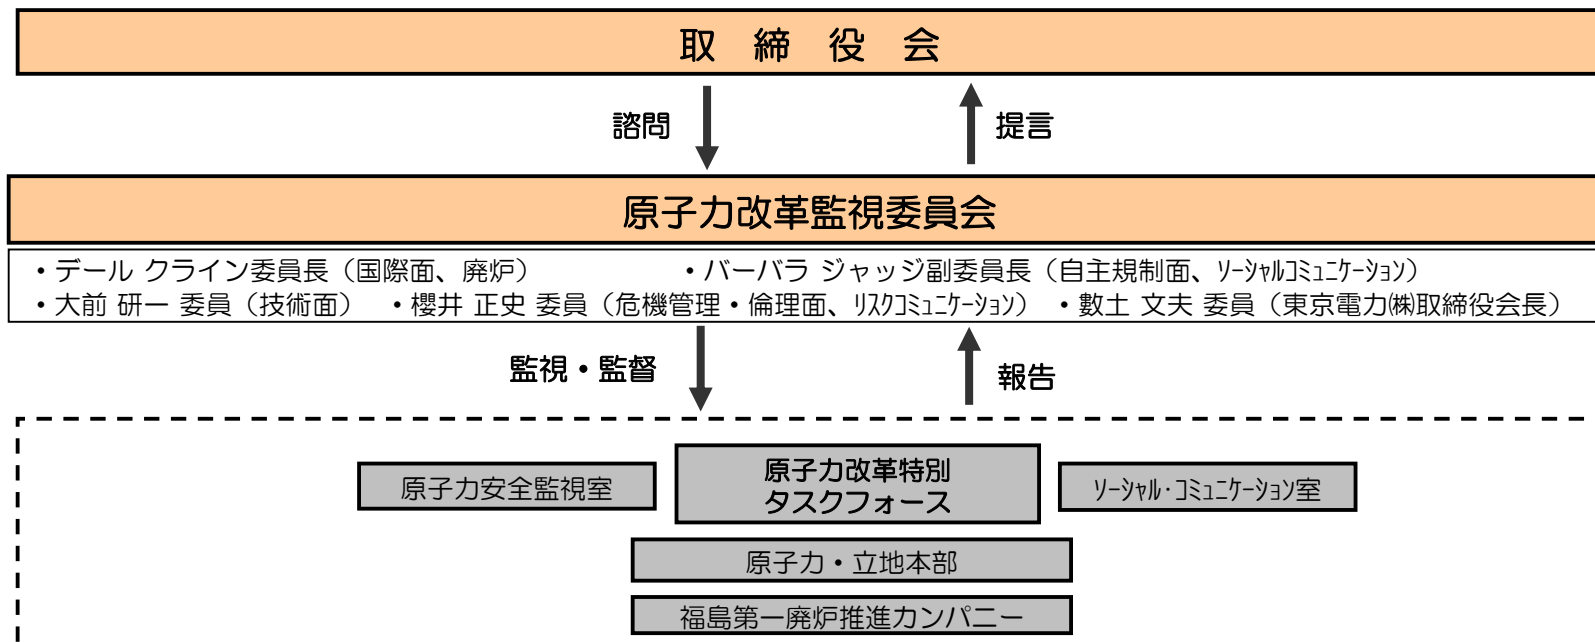 取 締 役 会
諮問
提言
原子力改革監視委員会
・デール クライン委員長（国際面、廃炉） ・バーバラ ジャッジ副委員長（自主規制面、ｿｰｼｬﾙｺﾐｭﾆｹｰｼｮﾝ）
・大前 研一 委員（技術面） ・櫻井 正史 委員（危機管理・倫理面、ﾘｽｸｺﾐｭﾆｹｰｼｮﾝ） ・數土 文夫 委員（東京電力㈱取締役会長）
監視・監督
報告
原子力安全監視室
原子力改革特別
タスクフォース
ｿｰｼｬﾙ･ｺﾐｭﾆｹｰｼｮﾝ室
原子力・立地本部
福島第一廃炉推進カンパニー